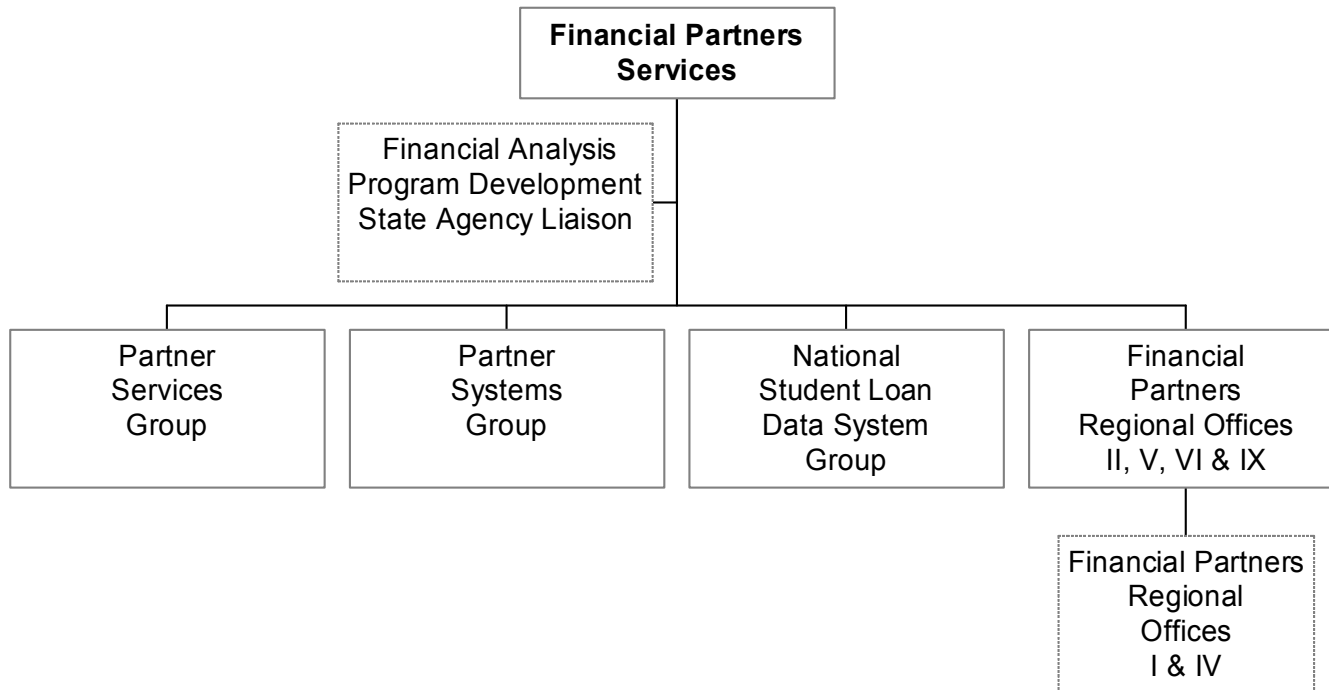 Financial Partners
Services
Financial Analysis
Program Development
State Agency Liaison
Partner
Services
Group
Partner
Systems
Group
National
Student Loan
Data System
Group
Financial
Partners
Regional Offices
II, V, VI & IX
Financial Partners
Regional
Offices
I & IV